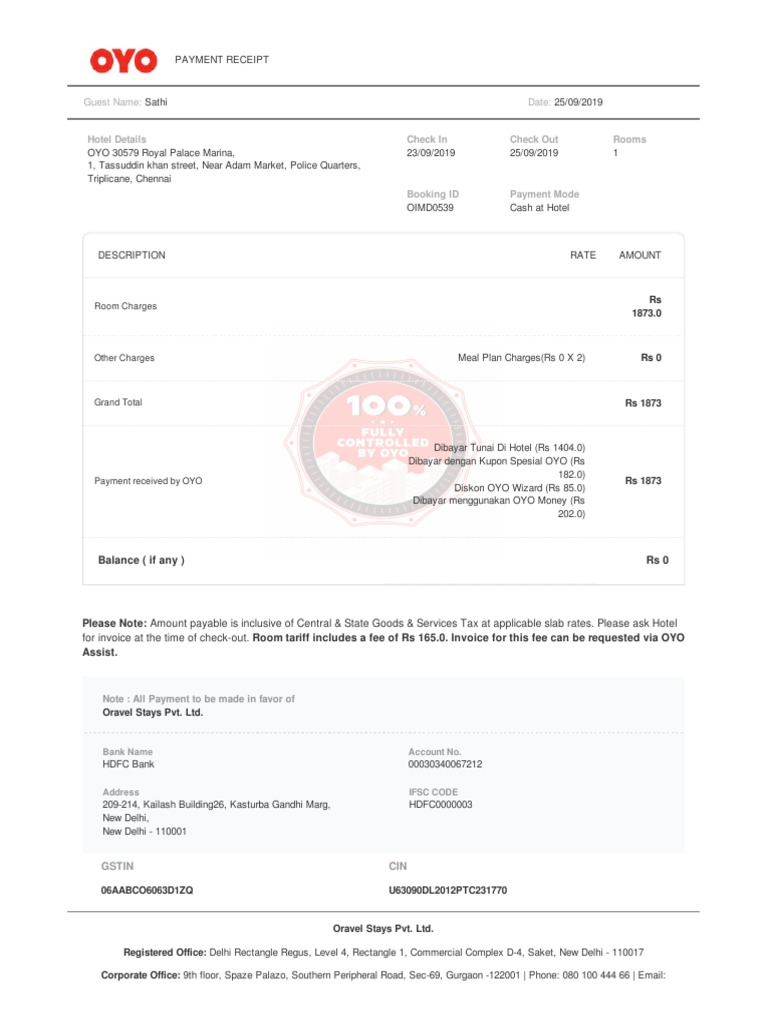 OYO PAYMENT RECEIPT
Guest Name: Sathi Date: 25/09/2019
Hotel Details Check In Check Out Rooms
OYO 30579 Royal Palace Marina, 23/09/2019 25/09/2019 1
1, Tassuddin khan street, Near Adam Market, Police Quarters,
Triplicane, Chennai
Booking ID Payment Mode
OIMD0539 Cash at Hotel
DESCRIPTION RATE AMOUNT
Room Charges Rs
1873.0
Other Charges Meal Plan Charges(Rs 0 X 2) Rs 0
Grand Total Rs 1873
100%
FULLY
CONTROLLED
BY OYO
Dibayar Tunai Di Hotel (Rs 1404.0)
Dibayar dengan Kupon Spesial OYO (Rs
182.0)
Payment received by OYO Diskon OYO Wizard (Rs 85.0) Rs 1873
Dibayar menggunakan OYO Money (Rs
202.0)
Balance ( if any ) Rs 0
Please Note: Amount payable is inclusive of Central & State Goods & Services Tax at applicable slab rates. Please ask Hotel
for invoice at the time of check-out. Room tariff includes a fee of Rs 165.0. Invoice for this fee can be requested via OYO
Assist.
Note : All Payment to be made in favor of
Oravel Stays Pvt. Ltd.
Bank Name Account No.
HDFC Bank 00030340067212
Address IFSC CODE
209-214, Kailash Building26, Kasturba Gandhi Marg, HDFC0000003
New Delhi,
New Delhi - 110001
GSTIN CIN
06AABCO6063D1ZQ U63090DL2012PTC231770
Oravel Stays Pvt. Ltd.
Registered Office: Delhi Rectangle Regus, Level 4, Rectangle 1, Commercial Complex D-4, Saket, New Delhi - 110017
Corporate Office: 9th floor, Spaze Palazo, Southern Peripheral Road, Sec-69, Gurgaon -122001 | Phone: 080 100 444 66 | Email: